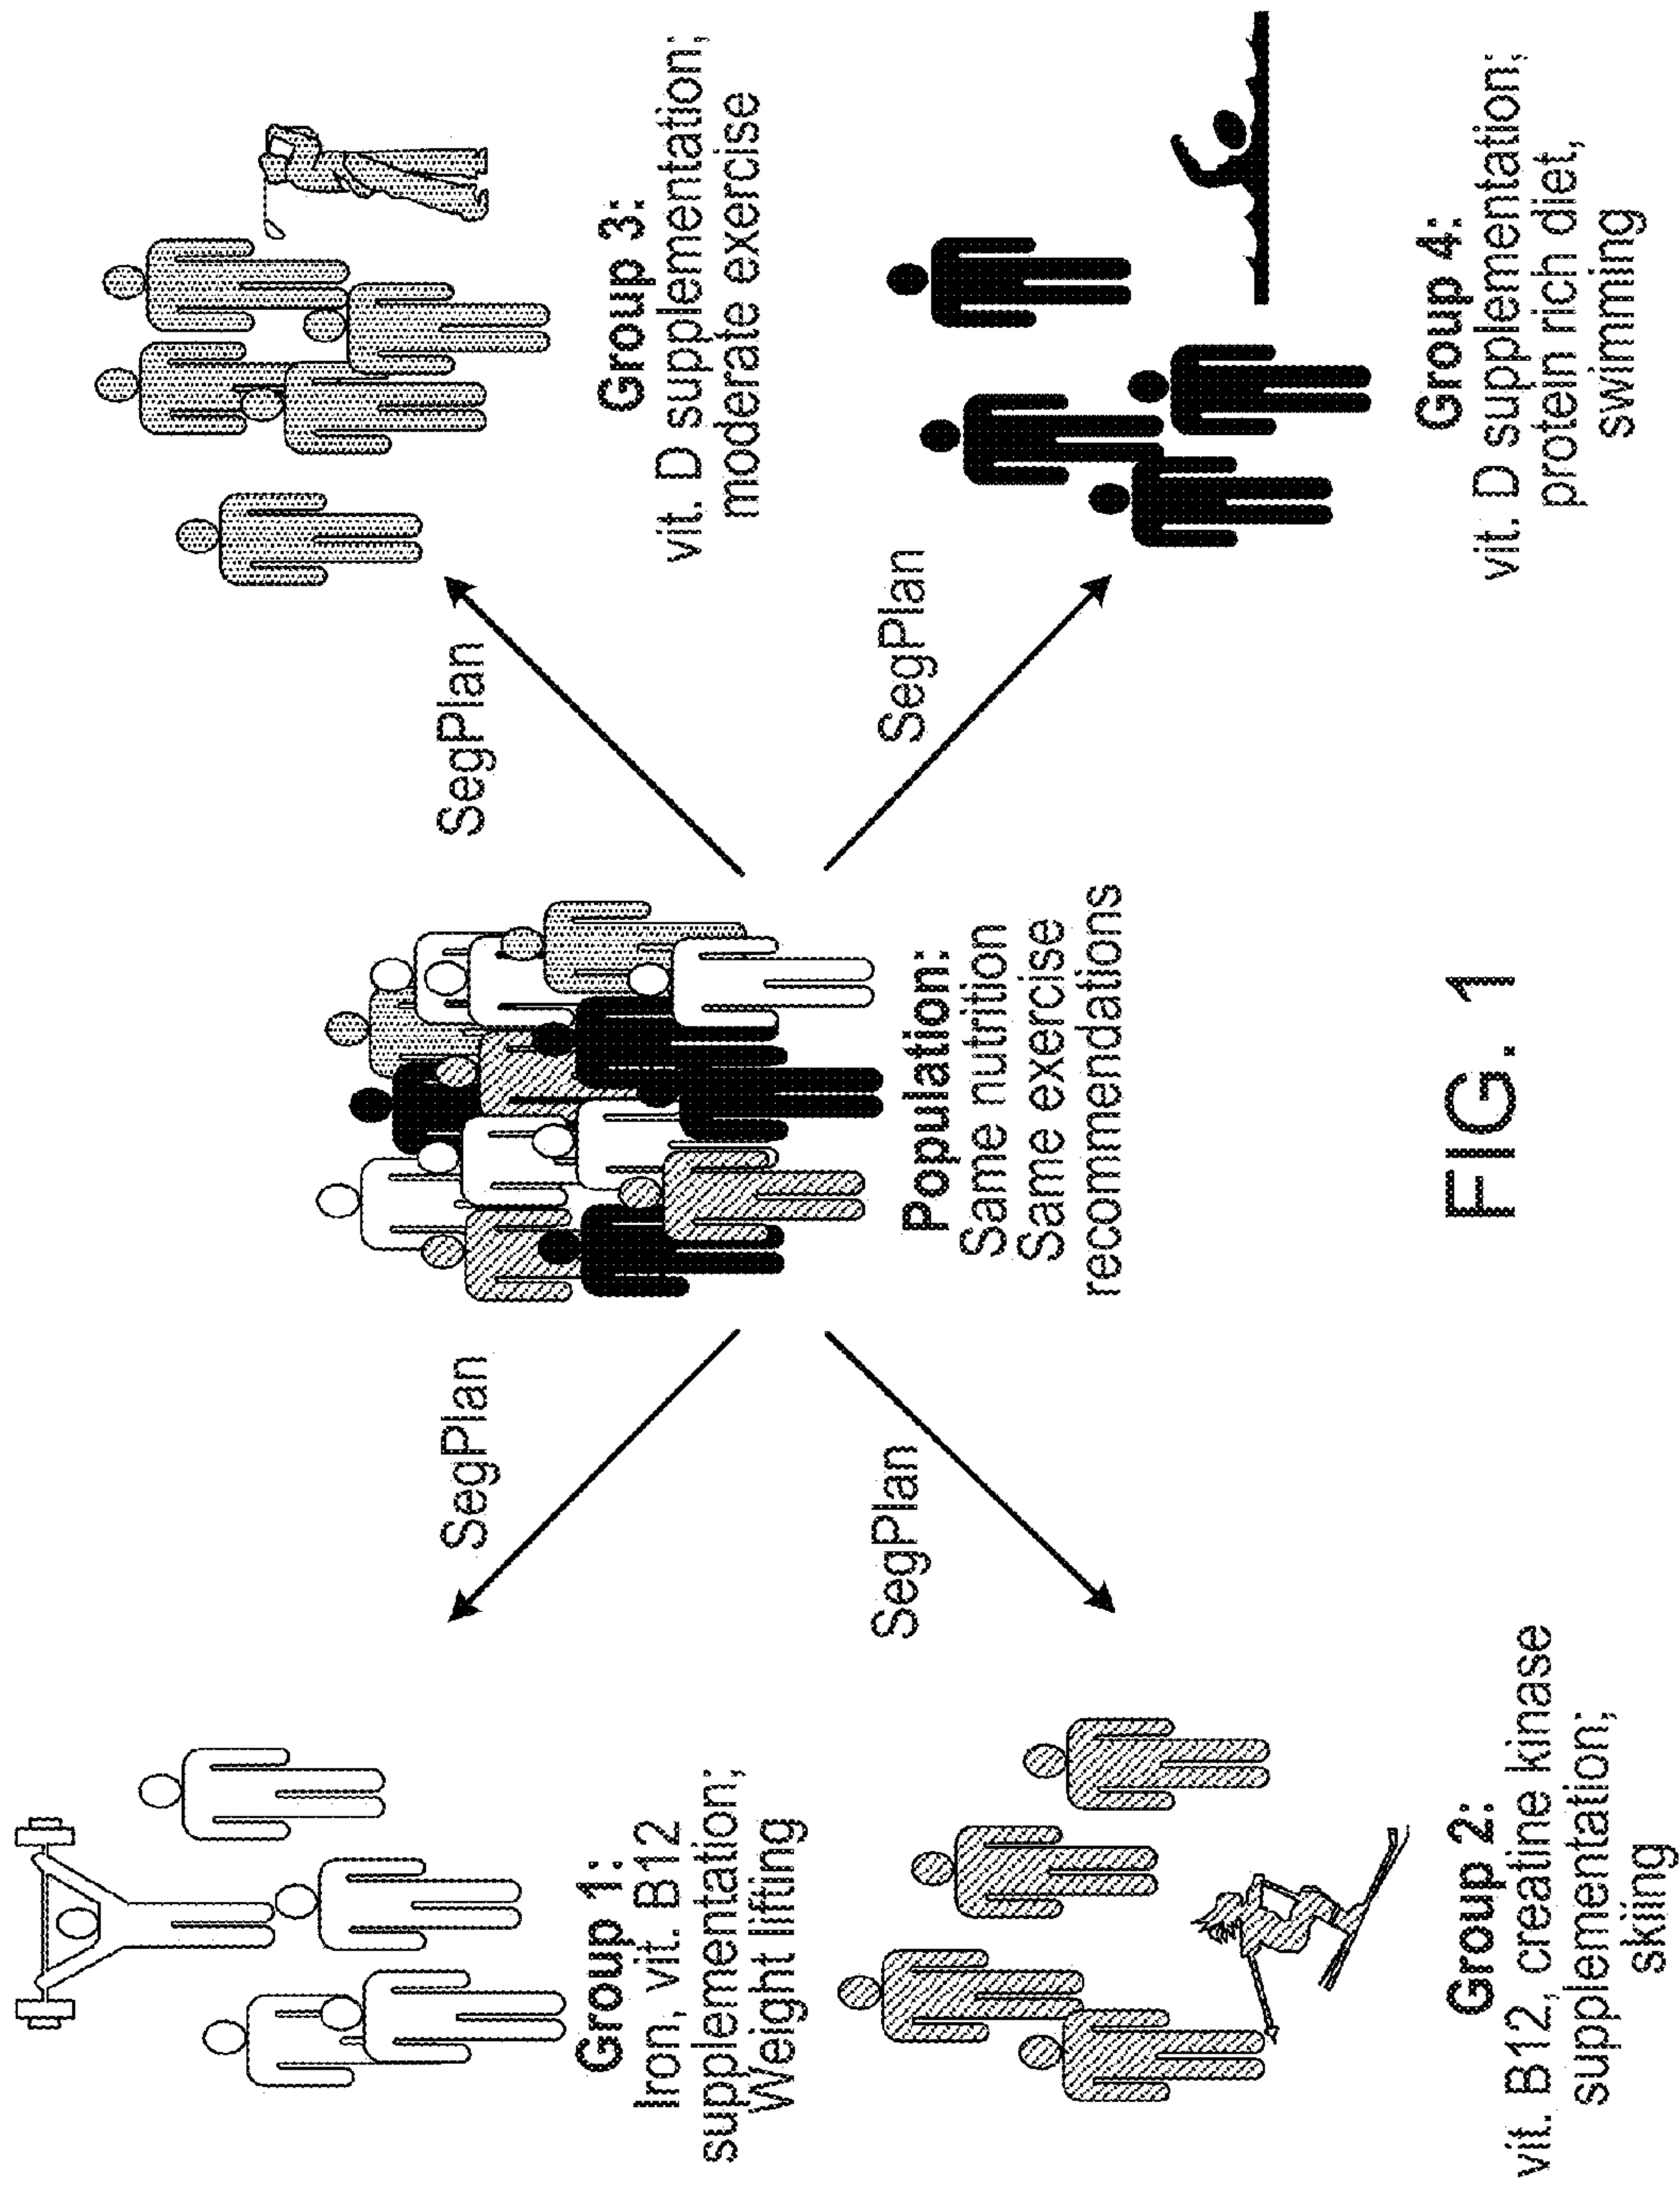 Group 1:
Iron, vit. B12
supplementation;
Weight lifting
SegPlan
SegPlan
Group 3:
vit. D supplementation;
moderate exercise
Population:
Same nutrition
Same exercise
recommendations
SegPlan
SegPlan
Group 2:
vit. B12, creatine kinase
supplementation;
skiing
Group 4:
vit. D supplementation;
protein rich diet,
swimming
FIG. 1